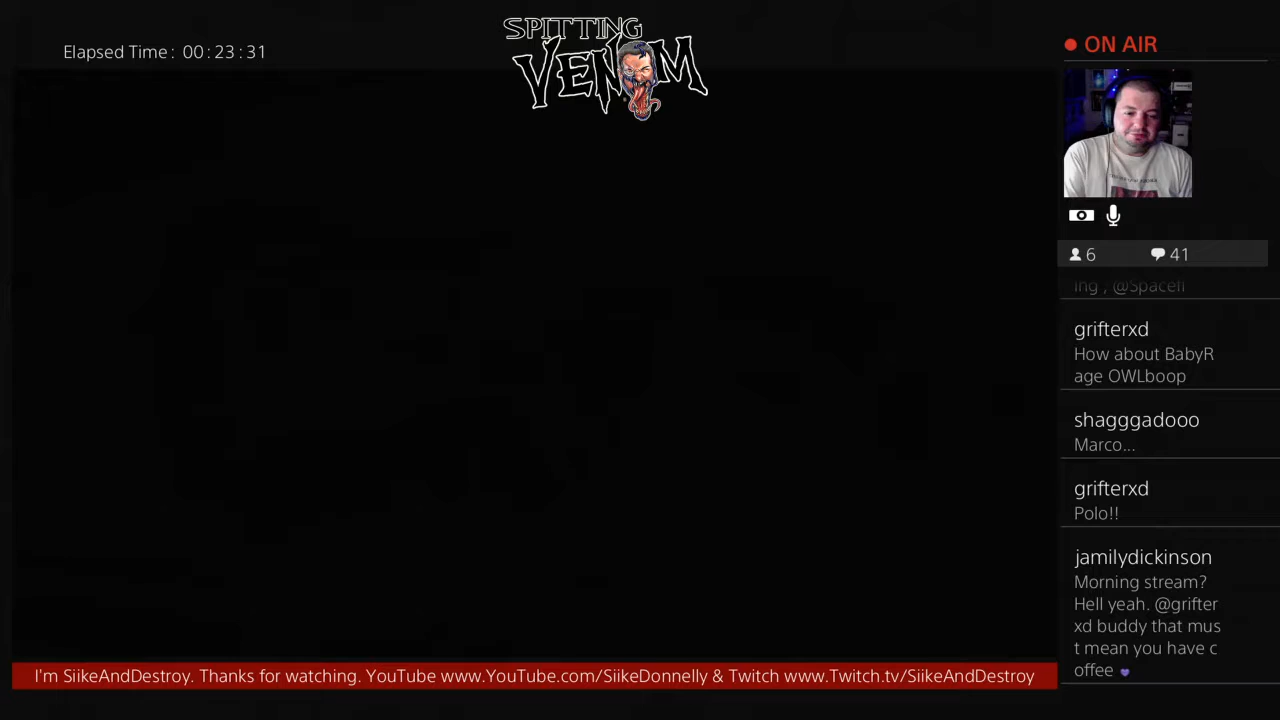 Elapsed Time: 00:23:31
SPITTING
VENOM
ON AIR
6 41
ing , @Spacefi
grifterxd
How about BabyR
age OWLboop
shagggadooo
Marco...
grifterxd
Polo!!
jamilydickinson
Morning stream?
Hell yeah. @grifter
xd buddy that mus
t mean you have c
offee
I'm SiikeAndDestroy. Thanks for watching. YouTube www.YouTube.com/SiikeDonnelly & Twitch www.Twitch.tv/SiikeAndDestroy